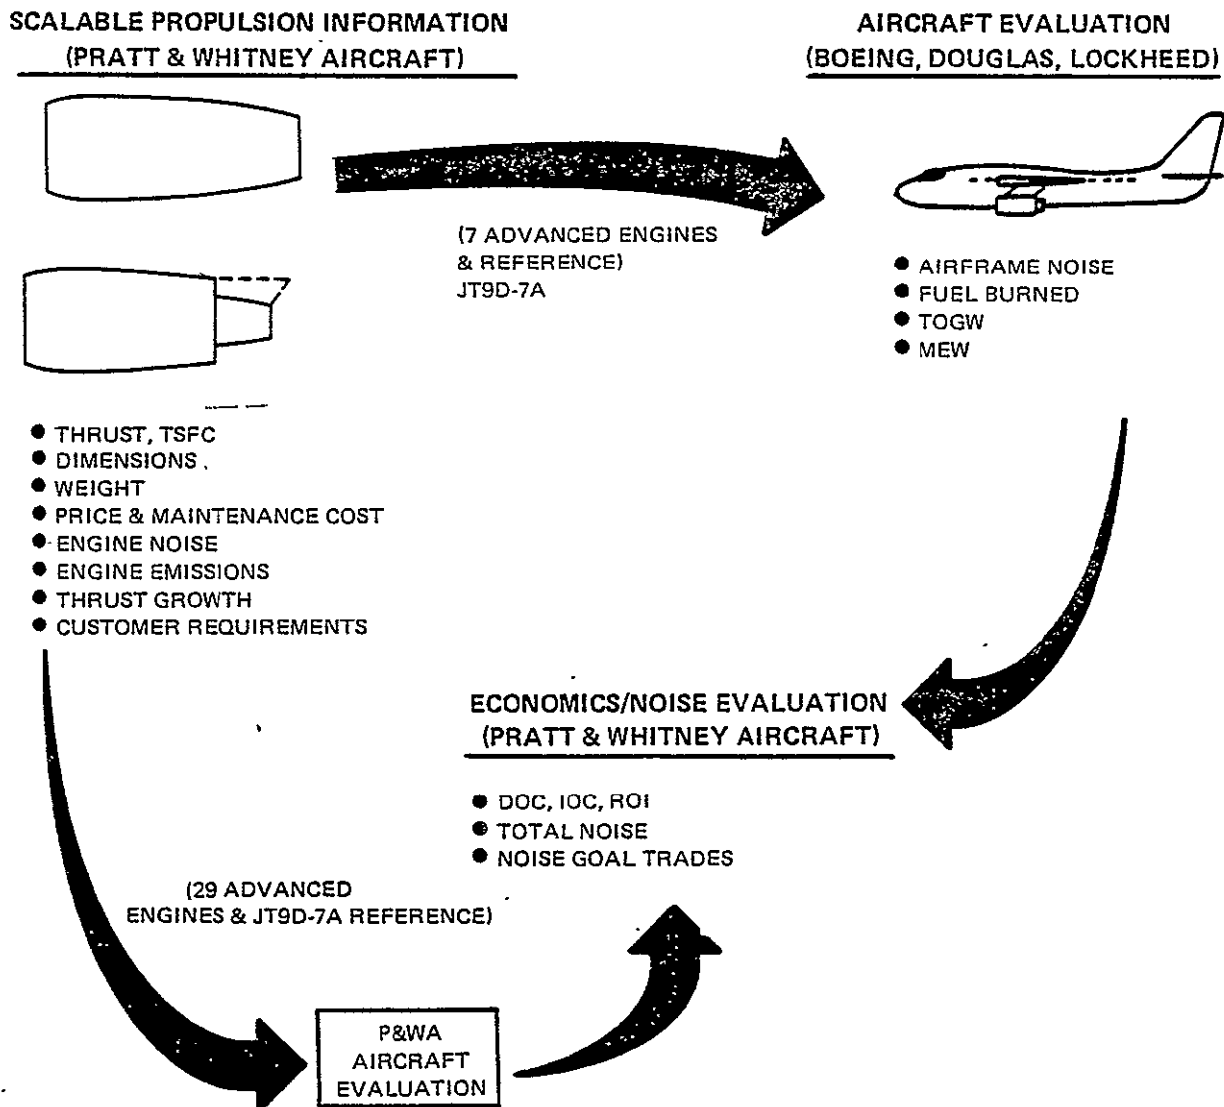 SCALABLE PROPULSION INFORMATION
(PRATT & WHITNEY AIRCRAFT)
AIRCRAFT EVALUATION
(BOEING, DOUGLAS, LOCKHEED)
(7 ADVANCED ENGINES
& REFERENCE)
JT9D-7A
● AIRFRAME NOISE
● FUEL BURNED
● TOGW
● MEW
● THRUST, TSFC
● DIMENSIONS
● WEIGHT
● PRICE & MAINTENANCE COST
● ENGINE NOISE
● ENGINE EMISSIONS
● THRUST GROWTH
● CUSTOMER REQUIREMENTS
ECONOMICS/NOISE EVALUATION
(PRATT & WHITNEY AIRCRAFT)
● DOC, IOC, ROI
● TOTAL NOISE
● NOISE GOAL TRADES
(29 ADVANCED
ENGINES & JT9D-7A REFERENCE)
P&WA
AIRCRAFT
EVALUATION